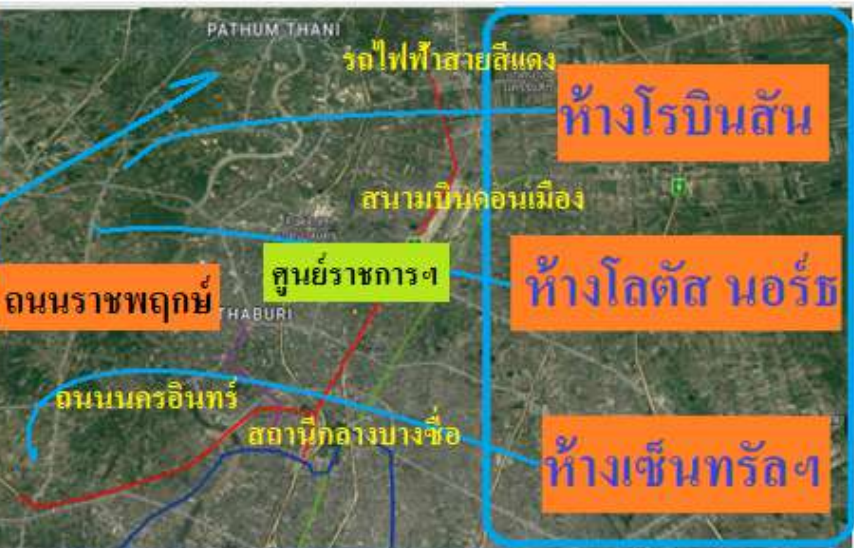 PATHUM THANI
รถไฟฟ้าสายสีแดง
ห้างโรบินสัน
สนามบินดอนเมือง
ศูนย์ราชการฯ
ห้างโลตัส นอร์ธ
ถนนราชพฤกษ์
THABURI
ถนนนครอินทร์
สถานีกลางบางซื่อ
ห้างเซ็นทรัลฯ